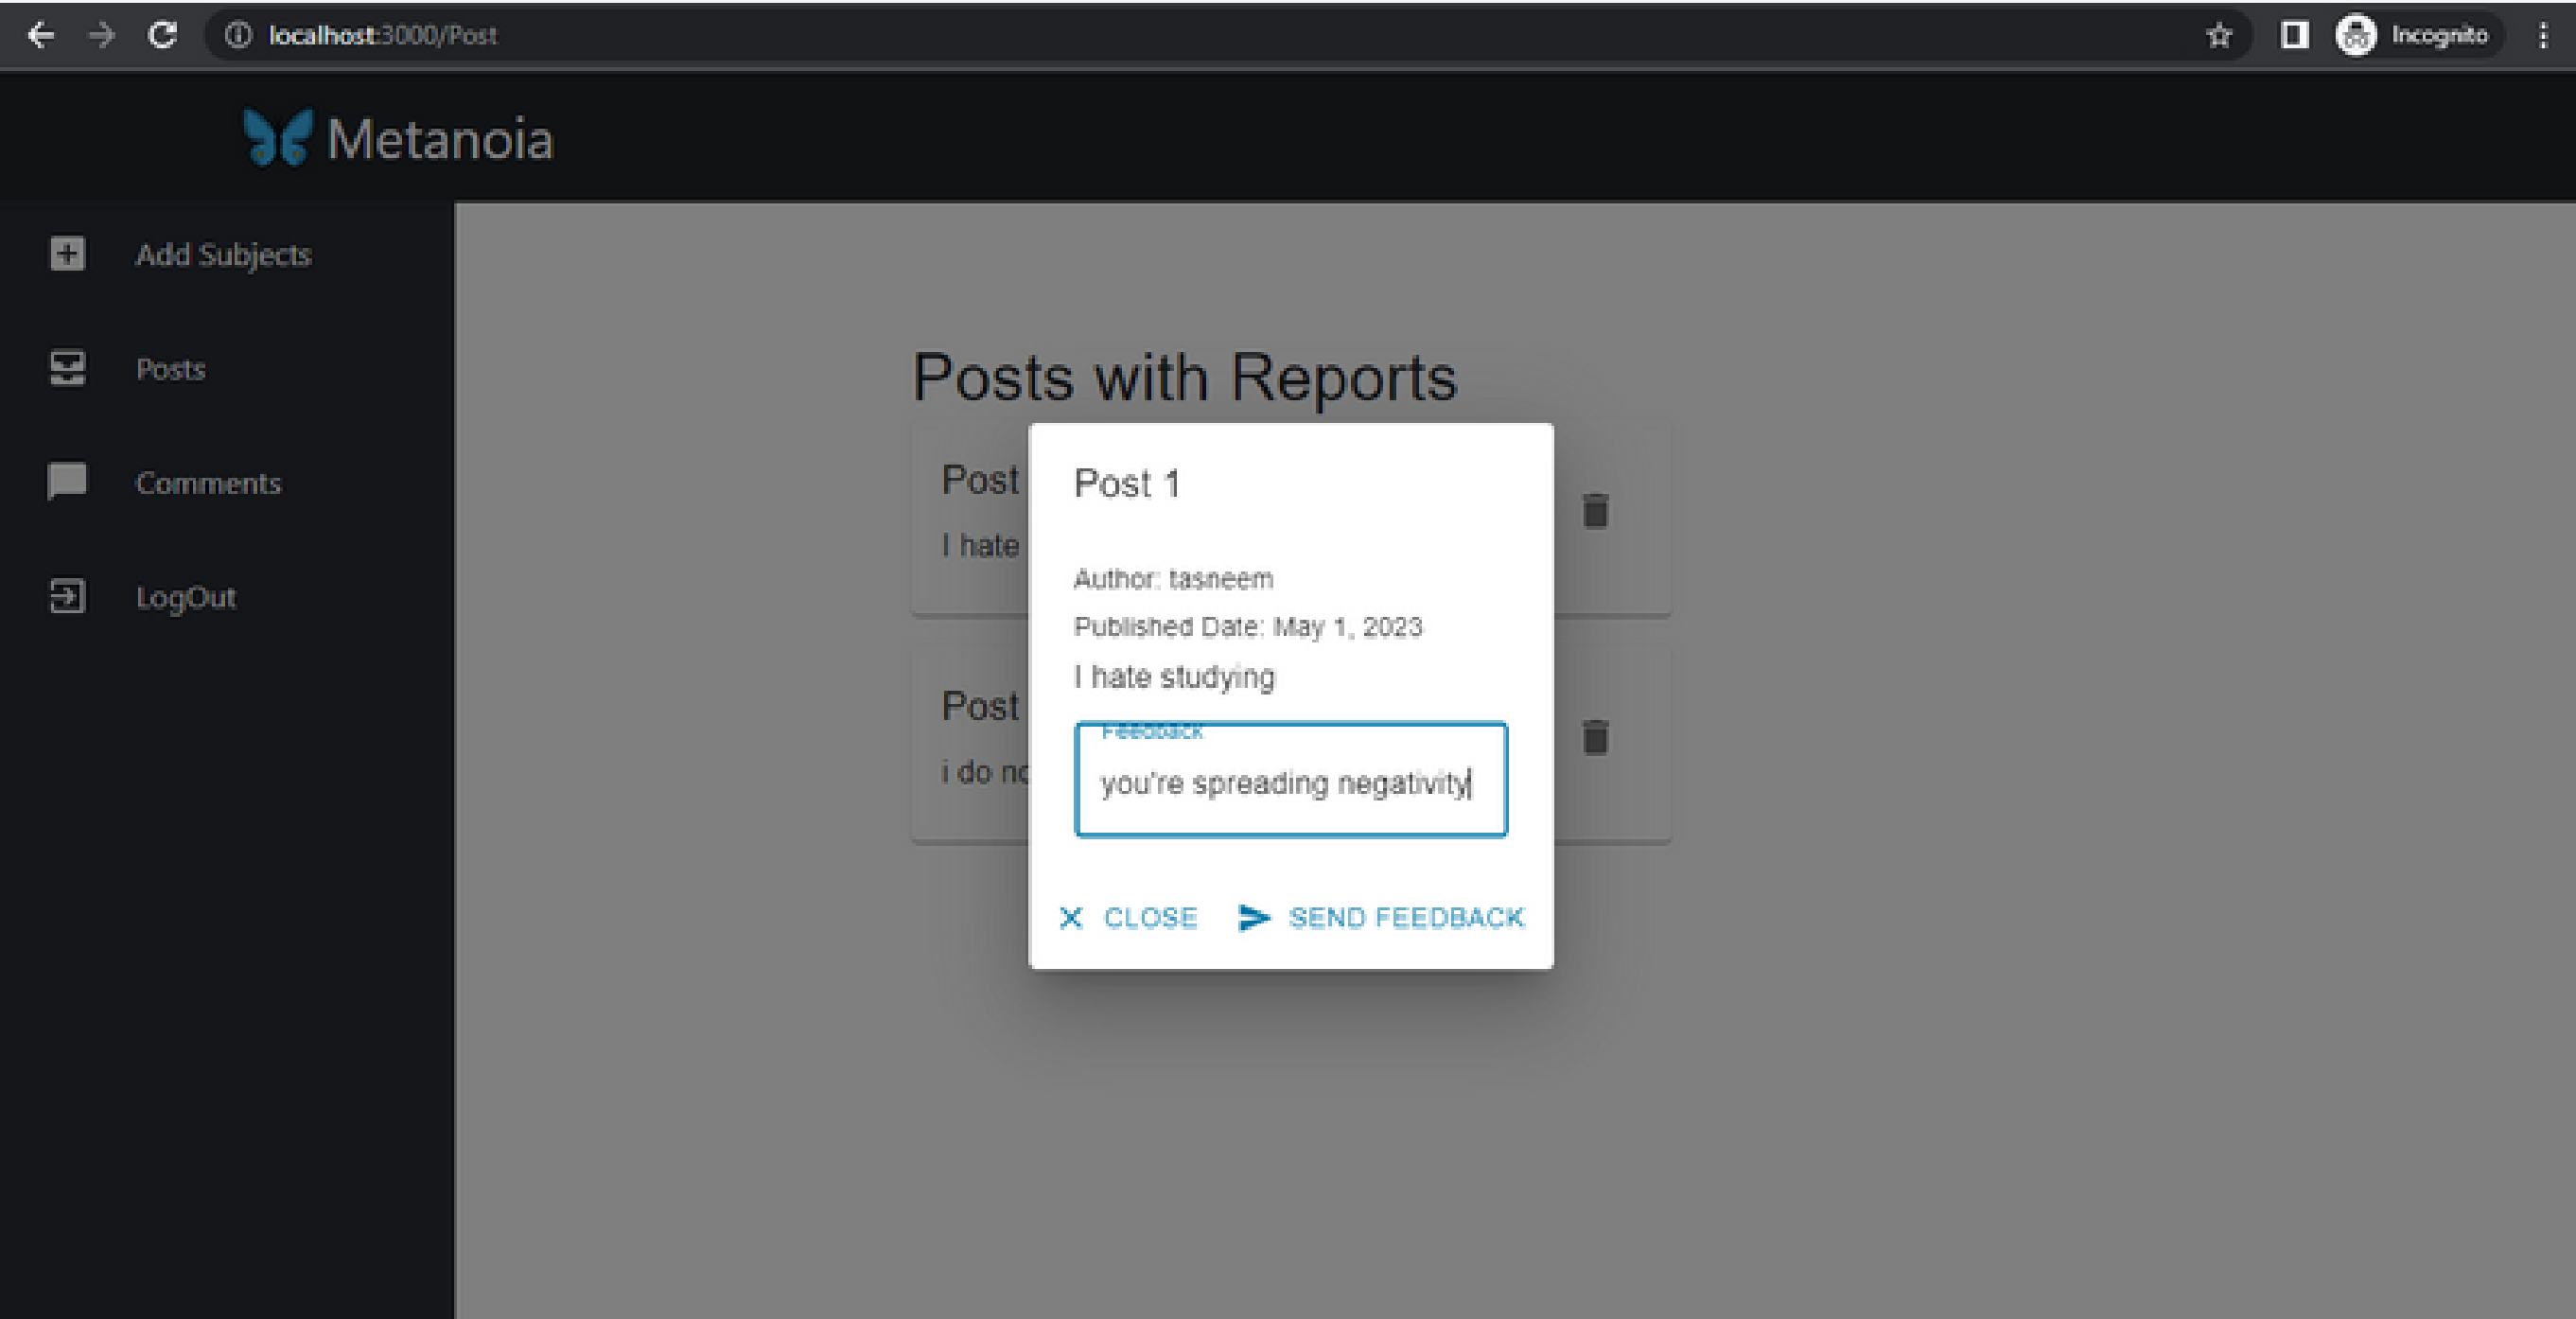 localhost:3000/Post
Incognito
Metanoia
Add Subjects
Posts
Comments
LogOut
Posts with Reports
Post
I hate
Post
i do
Post 1
Author: tasneem
Published Date: May 1, 2023
I hate studying
Feedback
you're spreading negativity
CLOSE
SEND FEEDBACK